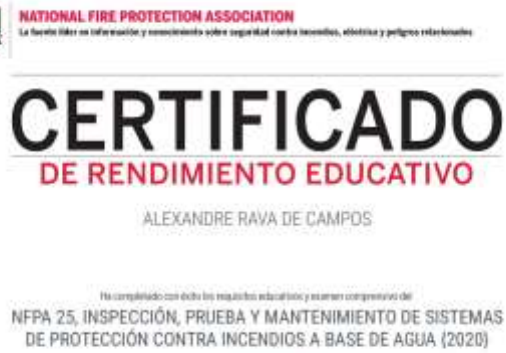 NATIONAL FIRE PROTECTION ASSOCIATION
La fuente líder en información y conocimiento sobre seguridad contra incendios, eléctrica y peligros relacionados
CERTIFICADO
DE RENDIMIENTO EDUCATIVO
ALEXANDRE RAVA DE CAMPOS
Ha completado con éxito los requisitos educativos y examen comprensivo del
NFPA 25, INSPECCIÓN, PRUEBA Y MANTENIMIENTO DE SISTEMAS
DE PROTECCIÓN CONTRA INCENDIOS A BASE DE AGUA (2020)